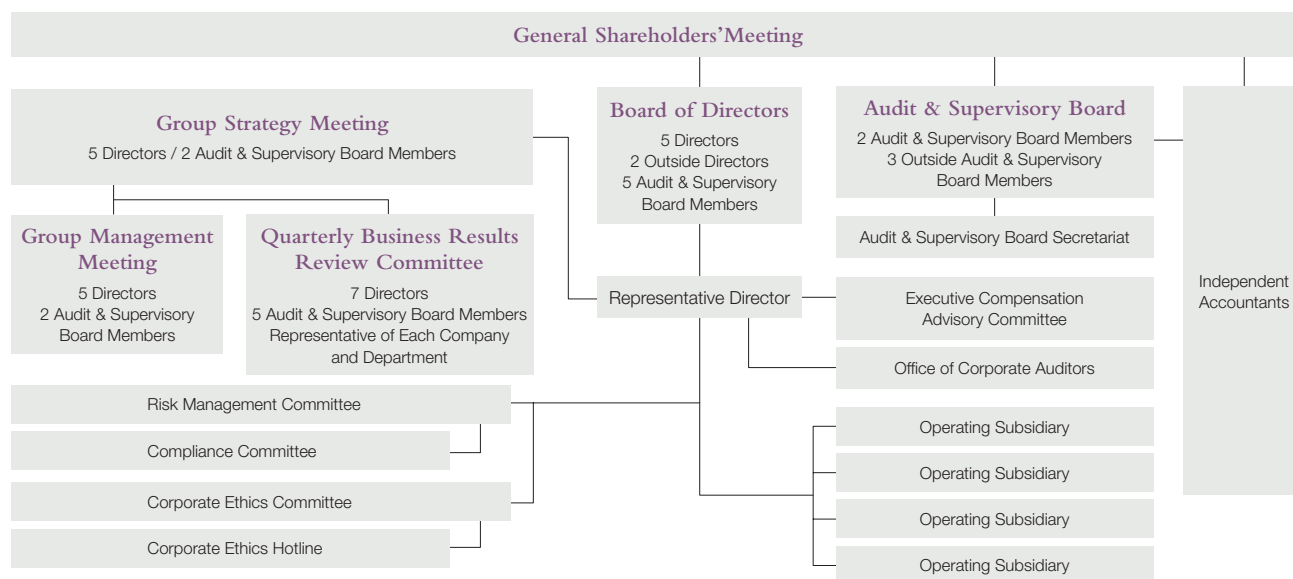 General Shareholders'Meeting
Group Strategy Meeting
5 Directors / 2 Audit & Supervisory Board Members
Group Management
Meeting
5 Directors
2 Audit & Supervisory
Board Members
Quarterly Business Results
Review Committee
7 Directors
5 Audit & Supervisory Board Members
Representative of Each Company
and Department
Board of Directors
5 Directors
2 Outside Directors
5 Audit & Supervisory
Board Members
Audit & Supervisory Board
2 Audit & Supervisory Board Members
3 Outside Audit & Supervisory
Board Members
Audit & Supervisory Board Secretariat
Independent
Accountants
Representative Director
Executive Compensation
Advisory Committee
Office of Corporate Auditors
Risk Management Committee
Compliance Committee
Corporate Ethics Committee
Corporate Ethics Hotline
Operating Subsidiary
Operating Subsidiary
Operating Subsidiary
Operating Subsidiary